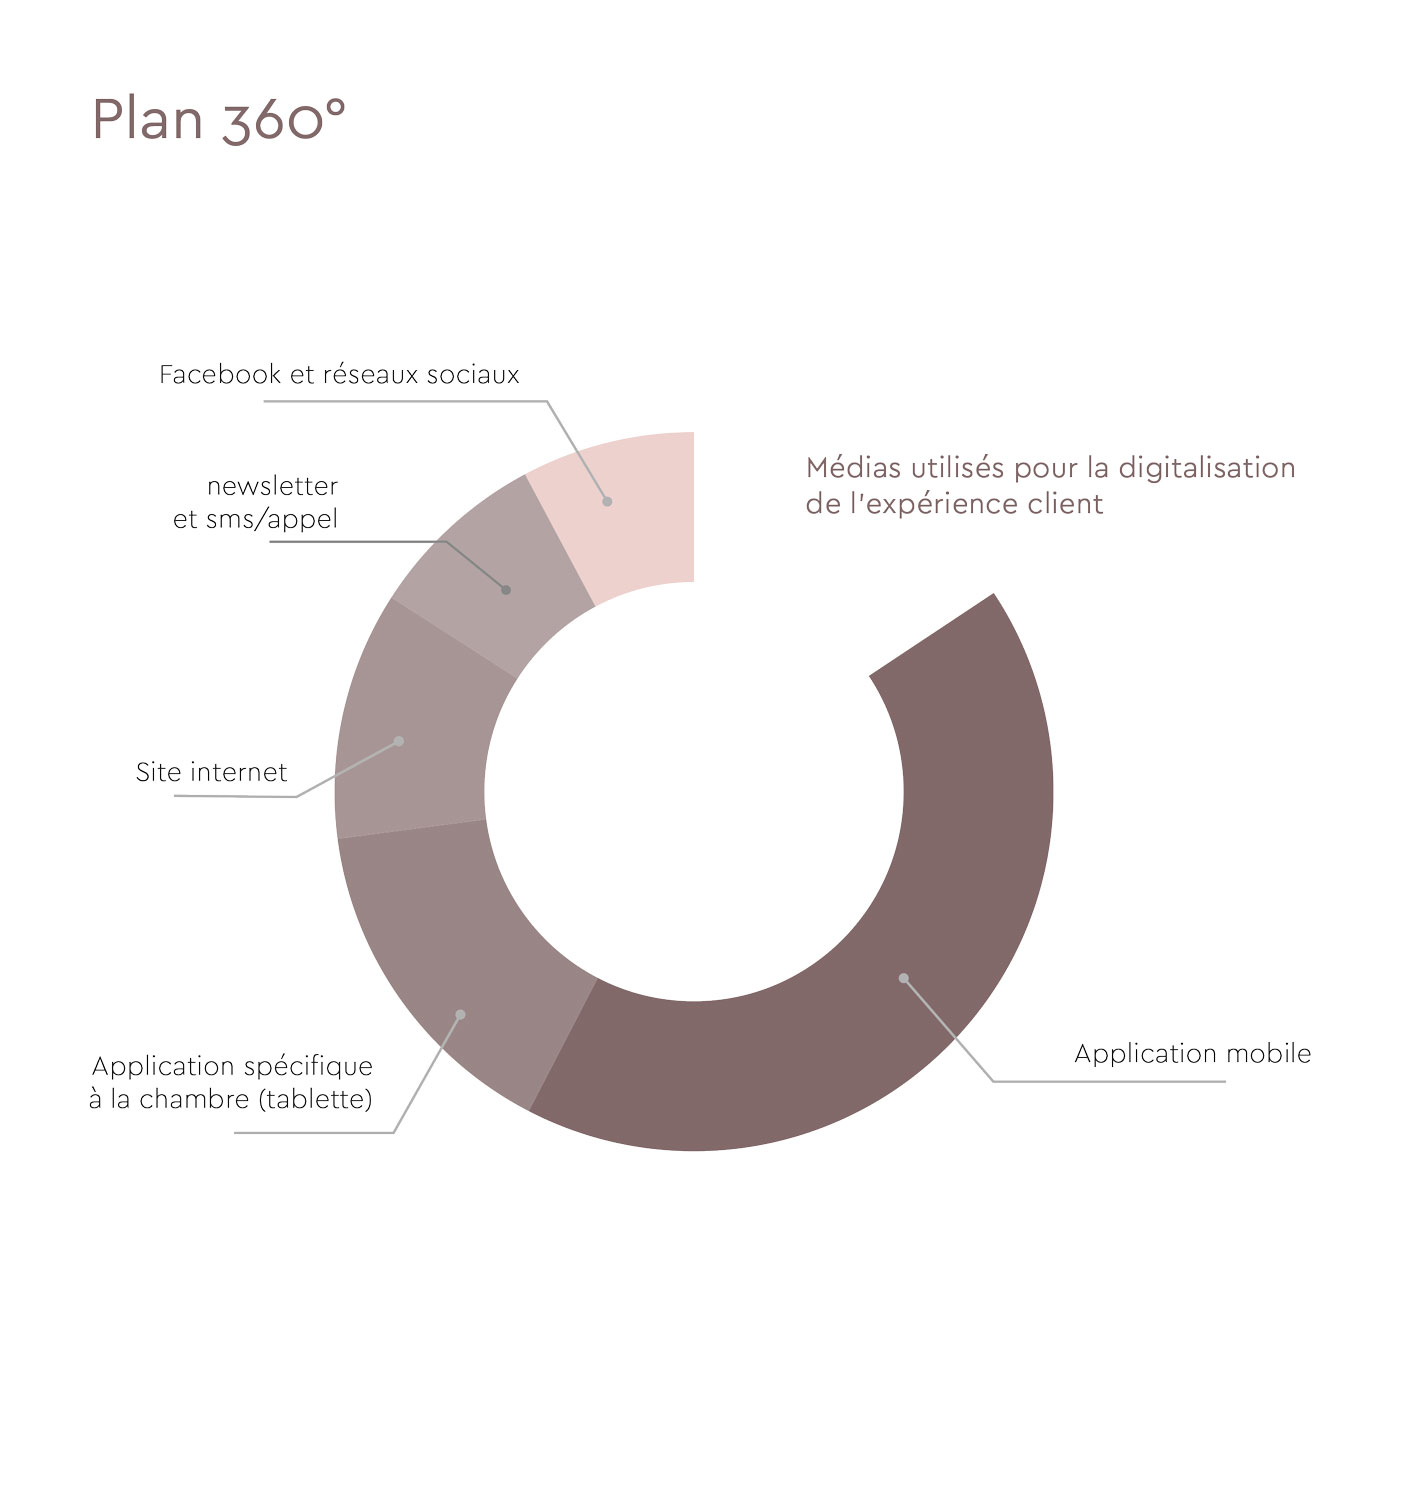 Plan 360°
Facebook et réseaux sociaux
Médias utilisés pour la digitalisation
de l'expérience client
newsletter
et sms/appel
Site internet
Application spécifique
à la chambre (tablette)
Application mobile